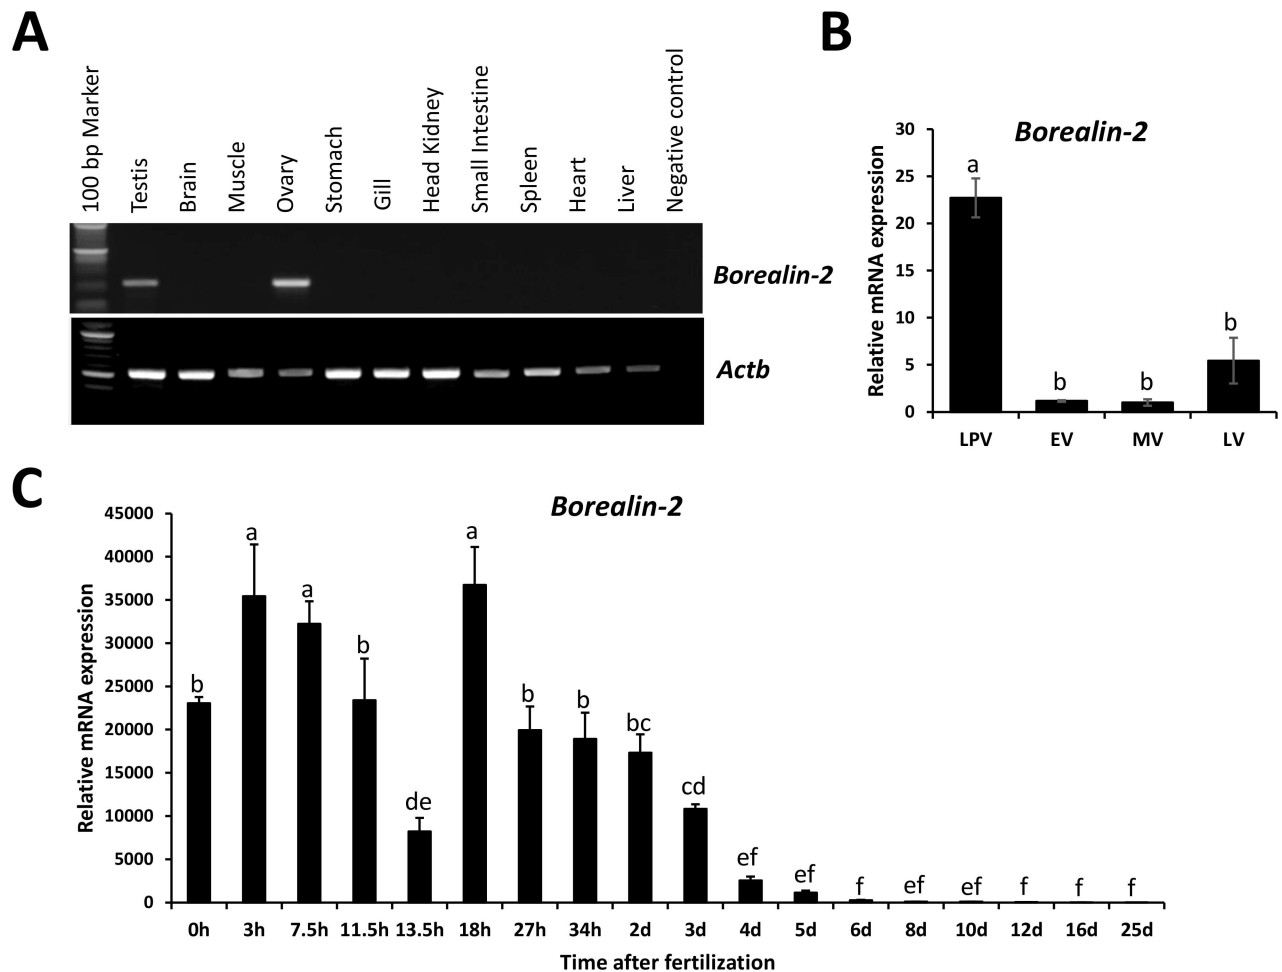 A
100 bp Marker
Testis
Brain
Muscle
Ovary
Stomach
Gill
Head Kidney
Small Intestine
Spleen
Heart
Liver
Negative control
Borealin-2
Actb
B
Borealin-2
Relative mRNA expression
30
25
20
15
10
5
0
a
b
b
b
LPV EV MV LV
C
Borealin-2
Relative mRNA expression
45000
40000
35000
30000
25000
20000
15000
10000
5000
0
b a a b de a b b bc cd ef ef f ef ef f f f
0h 3h 7.5h 11.5h 13.5h 18h 27h 34h 2d 3d 4d 5d 6d 8d 10d 12d 16d 25d
Time after fertilization